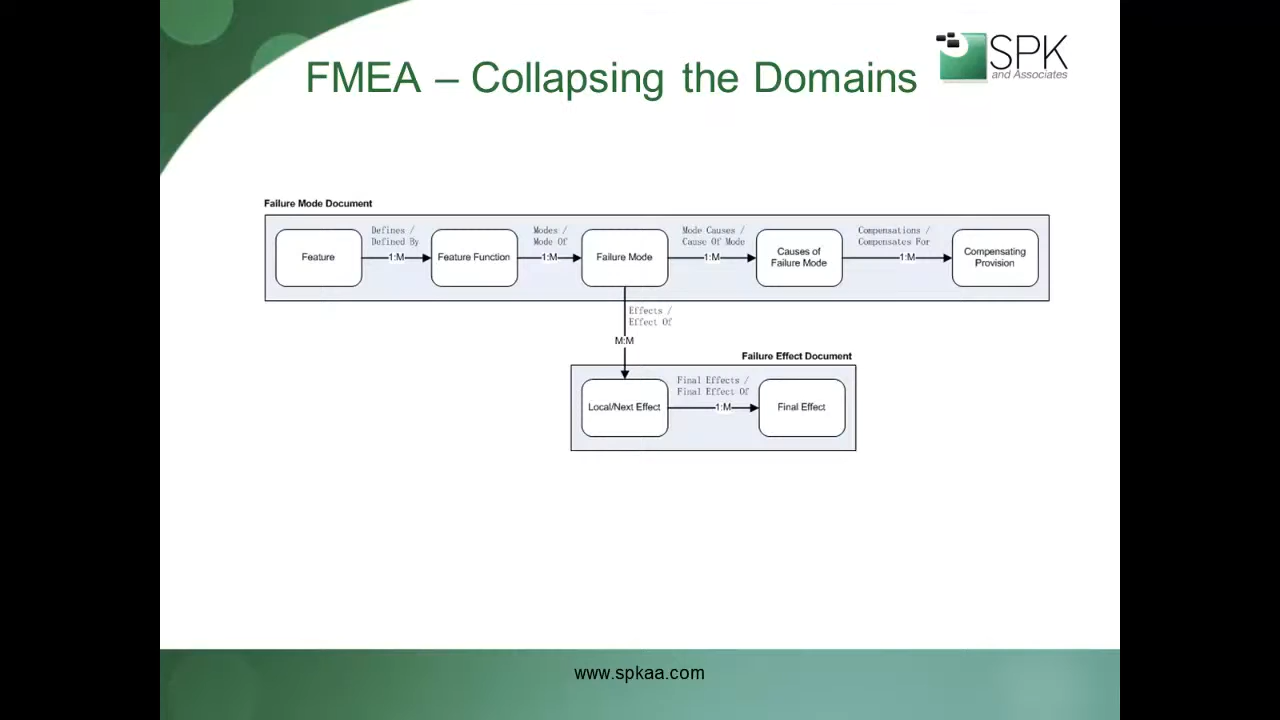 FMEA – Collapsing the Domains
SPK
and Associates
Failure Mode Document
Defines /
Defined By
Modes /
Mode Of
Mode Causes /
Cause Of Mode
Compensations /
Compensates For
Feature
1:M
Feature Function
1:M
Failure Mode
1:M
Causes of
Failure Mode
1:M
Compensating
Provision
Effects /
Effect Of
M:M
Failure Effect Document
Final Effects /
Final Effect Of
Local/Next Effect
1:M
Final Effect
www.spkaa.com